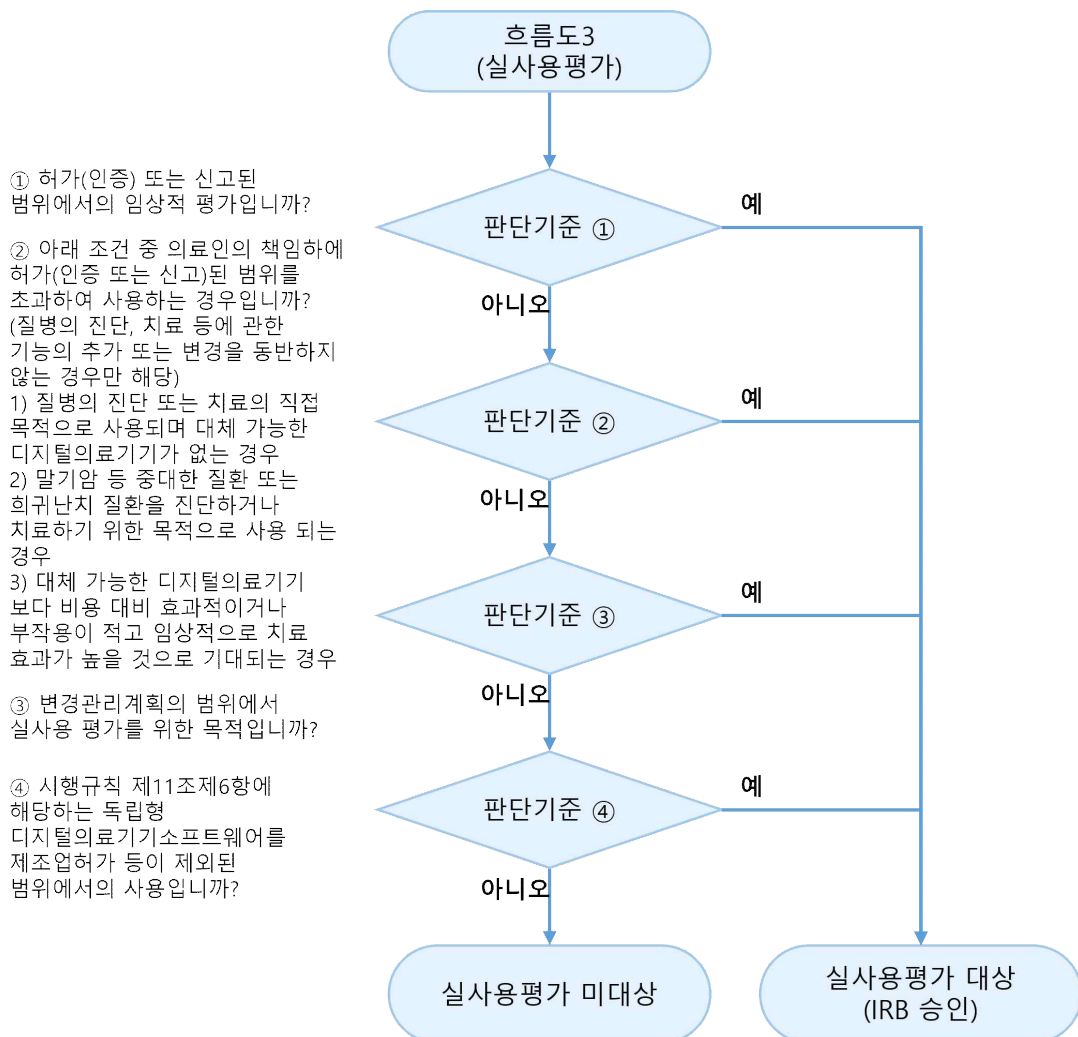 흐름도3
(실사용평가)
① 허가(인증) 또는 신고된
범위에서의 임상적 평가입니까?
② 아래 조건 중 의료인의 책임하에
허가(인증 또는 신고)된 범위를
초과하여 사용하는 경우입니까?
(질병의 진단, 치료 등에 관한
기능의 추가 또는 변경을 동반하지
않는 경우만 해당)
1) 질병의 진단 또는 치료의 직접
목적으로 사용되며 대체 가능한
디지털의료기기가 없는 경우
2) 말기암 등 중대한 질환 또는
희귀난치 질환을 진단하거나
치료하기 위한 목적으로 사용 되는
경우
3) 대체 가능한 디지털의료기기
보다 비용 대비 효과적이거나
부작용이 적고 임상적으로 치료
효과가 높을 것으로 기대되는 경우
③ 변경관리계획의 범위에서
실사용 평가를 위한 목적입니까?
④ 시행규칙 제11조제6항에
해당하는 독립형
디지털의료기기소프트웨어를
제조업허가 등이 제외된
범위에서의 사용입니까?
판단기준 ①
예
아니오
판단기준 ②
예
아니오
판단기준 ③
예
아니오
판단기준 ④
예
아니오
실사용평가 미대상
실사용평가 대상
(IRB 승인)